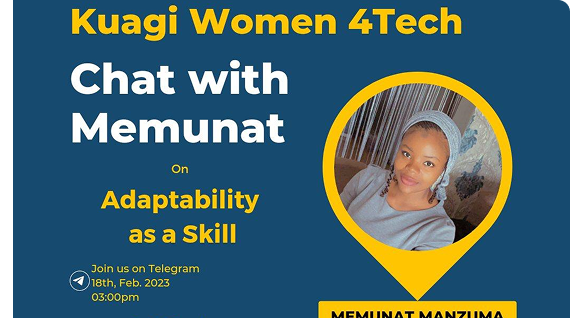 Kuagi Women 4Tech
Chat with
Memunat
On
Adaptability
as a Skill
Join us on Telegram
18th, Feb. 2023
03:00pm
MEMUNAT MANZUMA